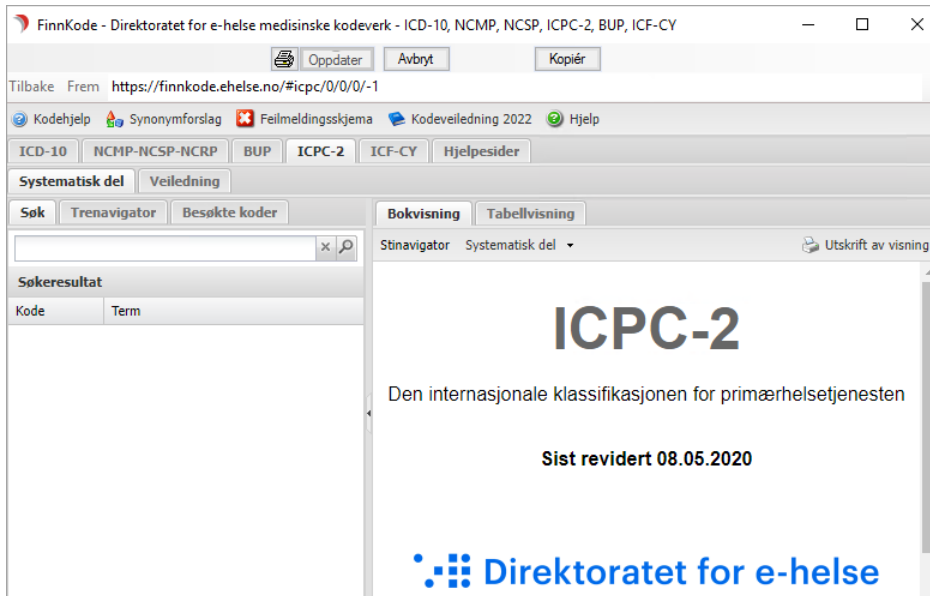 FinnKode - Direktoratet for e-helse medisinske kodeverk - ICD-10, NCMP, NCSP, ICPC-2, BUP, ICF-CY
Oppdater Avbryt Kopiér
Tilbake Frem https://finnkode.ehelse.no/#icpc/0/0/0/-1
Kodehjelp Synonymforslag Feilmeldingsskjema Kodeveiledning 2022 Hjelp
ICD-10 NCMP-NCSP-NCRP BUP ICPC-2 ICF-CY Hjelpesider
Systematisk del Veiledning
Søk Trenavigator Besøkte koder
Søkeresultat
Kode Term
Bokvisning Tabellvisning
Stinavigator Systematisk del Utskrift av visning
ICPC-2
Den internasjonale klassifikasjonen for primærhelsetjenesten
Sist revidert 08.05.2020
Direktoratet for e-helse